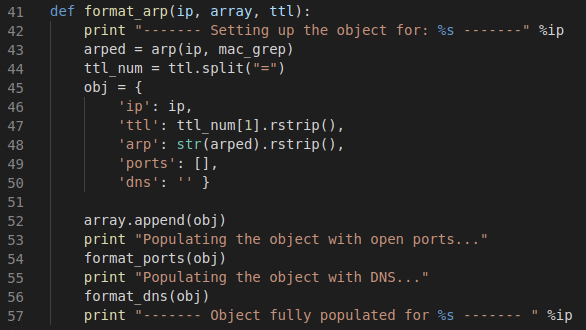 41 def format_arp(ip, array, ttl):
42     print "------- Setting up the object for: %s -------" %ip
43     arped = arp(ip, mac_grep)
44     ttl_num = ttl.split("=")
45     obj = {
46         'ip': ip,
47         'ttl': ttl_num[1].rstrip(),
48         'arp': str(arped).rstrip(),
49         'ports': [],
50         'dns': '' }
51
52     array.append(obj)
53     print "Populating the object with open ports..."
54     format_ports(obj)
55     print "Populating the object with DNS..."
56     format_dns(obj)
57     print "------- Object fully populated for %s ------- " %ip